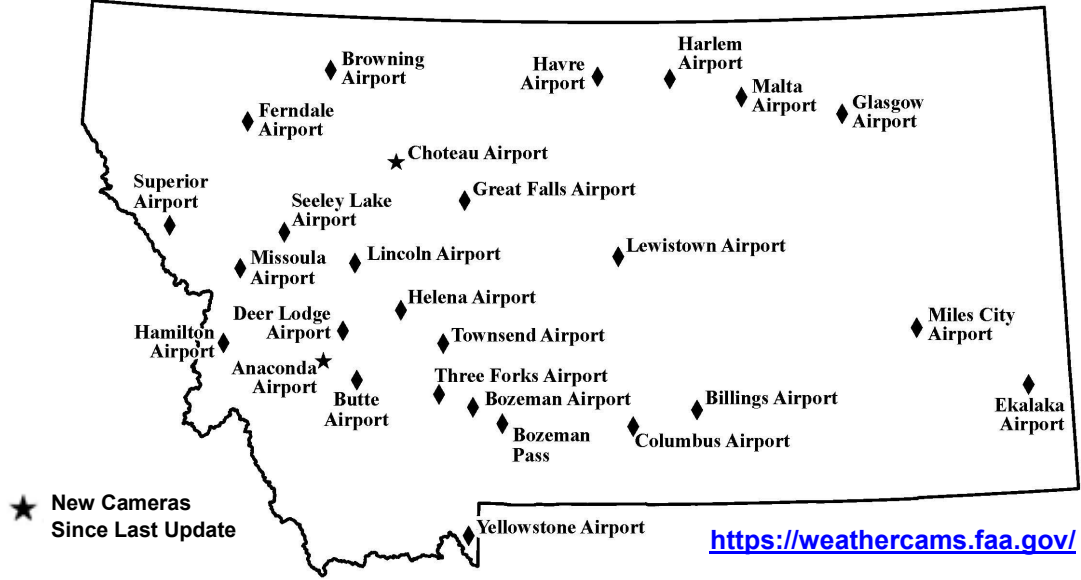 Browning
Airport
Havre
Airport
Harlem
Airport
Malta
Airport
Glasgow
Airport
Ferndale
Airport
Choteau Airport
Great Falls Airport
Superior
Airport
Seeley Lake
Airport
Lewistown Airport
Missoula
Airport
Lincoln Airport
Helena Airport
Deer Lodge
Airport
Hamilton
Airport
Townsend Airport
Miles City
Airport
Anaconda
Airport
Three Forks Airport
Butte
Airport
Bozeman Airport
Billings Airport
Ekalaka
Airport
Bozeman
Pass
Columbus Airport
New Cameras
Since Last Update
Yellowstone Airport
https://weathercams.faa.gov/